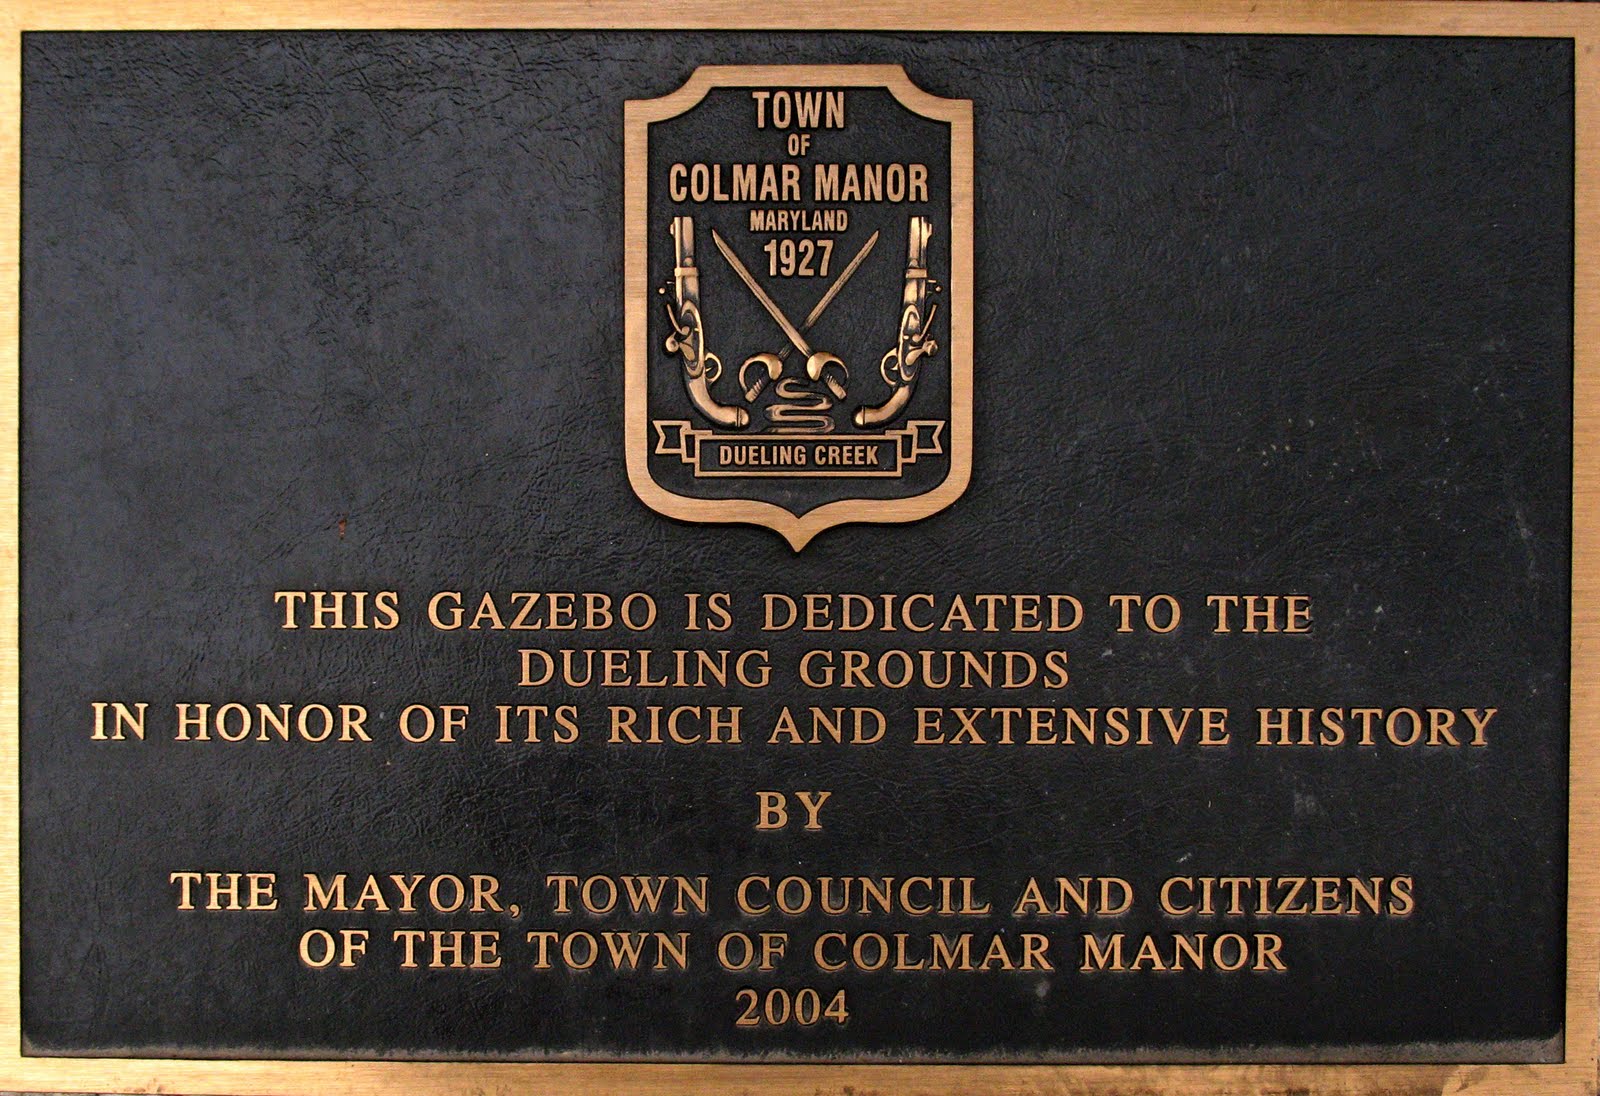 TOWN
OF
COLMAR MANOR
MARYLAND
1927
DUELING CREEK
THIS GAZEBO IS DEDICATED TO THE
DUELING GROUNDS
IN HONOR OF ITS RICH AND EXTENSIVE HISTORY
BY
THE MAYOR, TOWN COUNCIL AND CITIZENS
OF THE TOWN OF COLMAR MANOR
2004